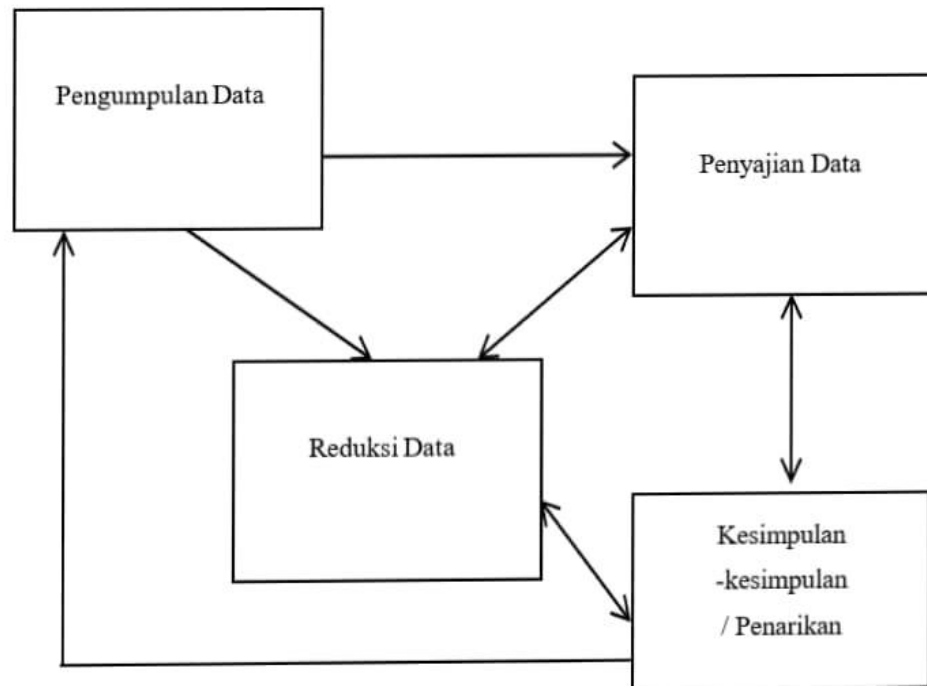 Pengumpulan Data
Penyajian Data
Reduksi Data
Kesimpulan
-kesimpulan
/ Penarikan